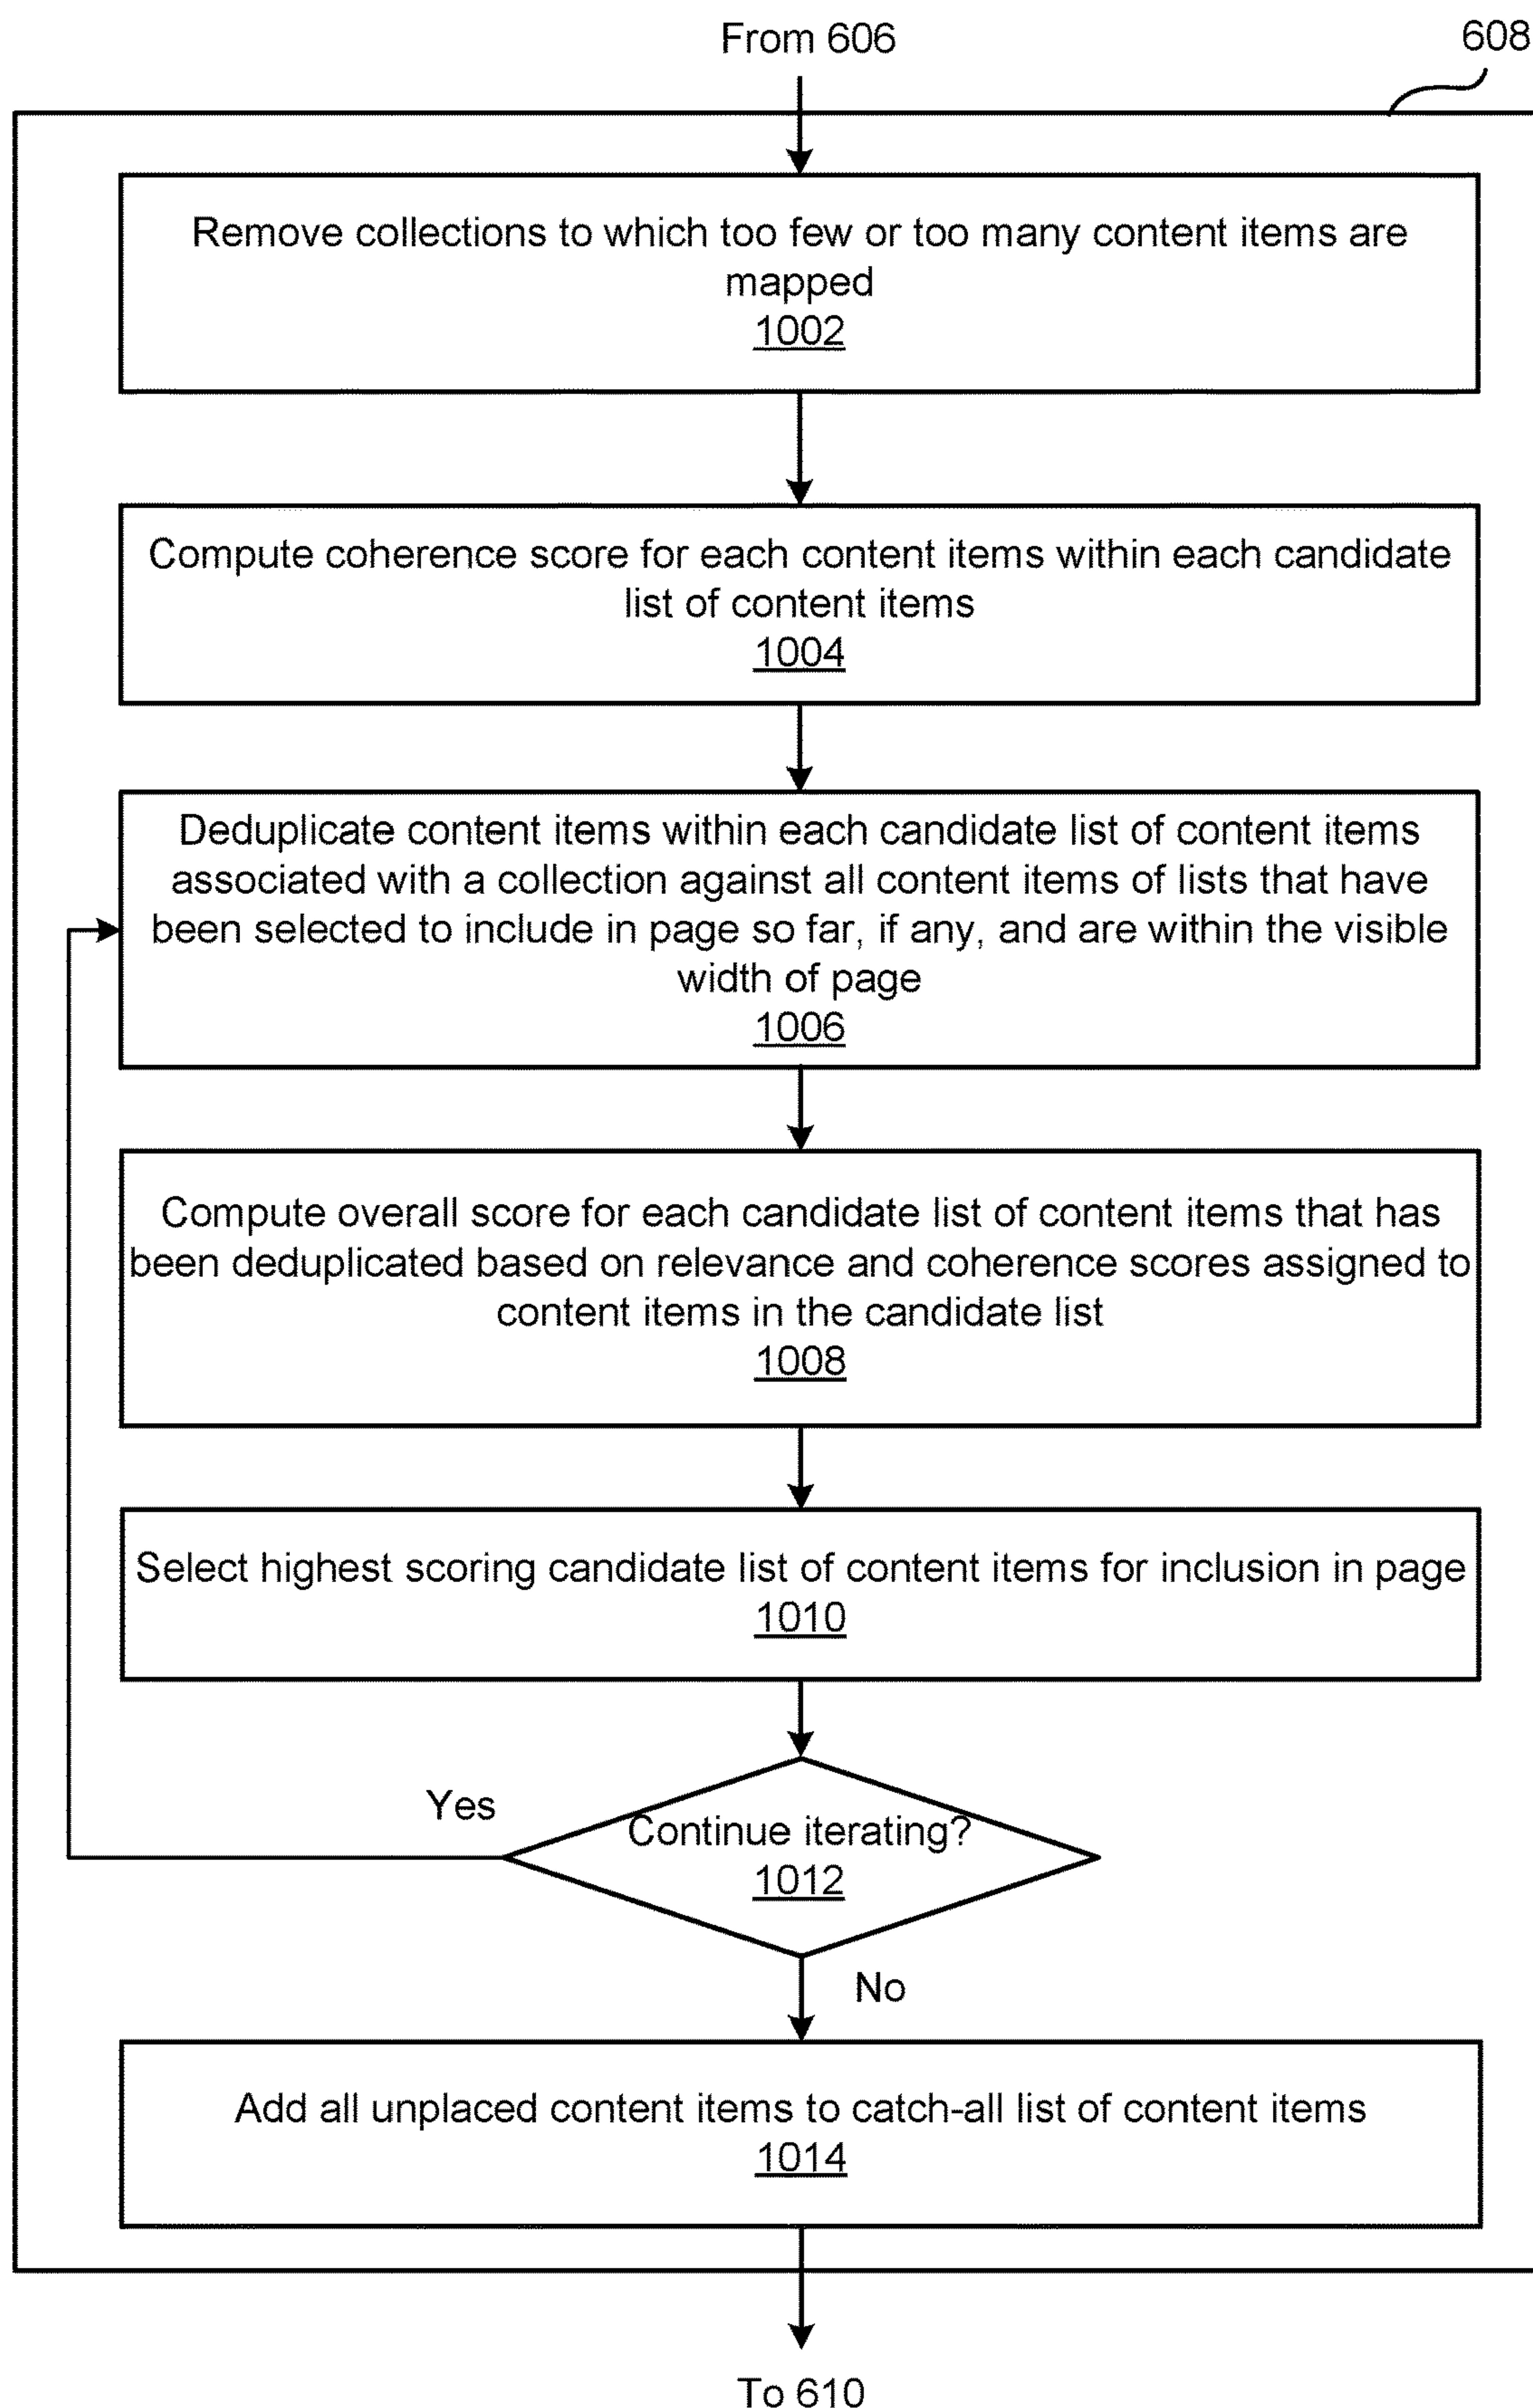 From 606
608
Remove collections to which too few or too many content items are
mapped
1002
Compute coherence score for each content items within each candidate
list of content items
1004
Deduplicate content items within each candidate list of content items
associated with a collection against all content items of lists that have
been selected to include in page so far, if any, and are within the visible
width of page
1006
Compute overall score for each candidate list of content items that has
been deduplicated based on relevance and coherence scores assigned to
content items in the candidate list
1008
Select highest scoring candidate list of content items for inclusion in page
1010
Yes
Continue iterating?
1012
No
Add all unplaced content items to catch-all list of content items
1014
To 610